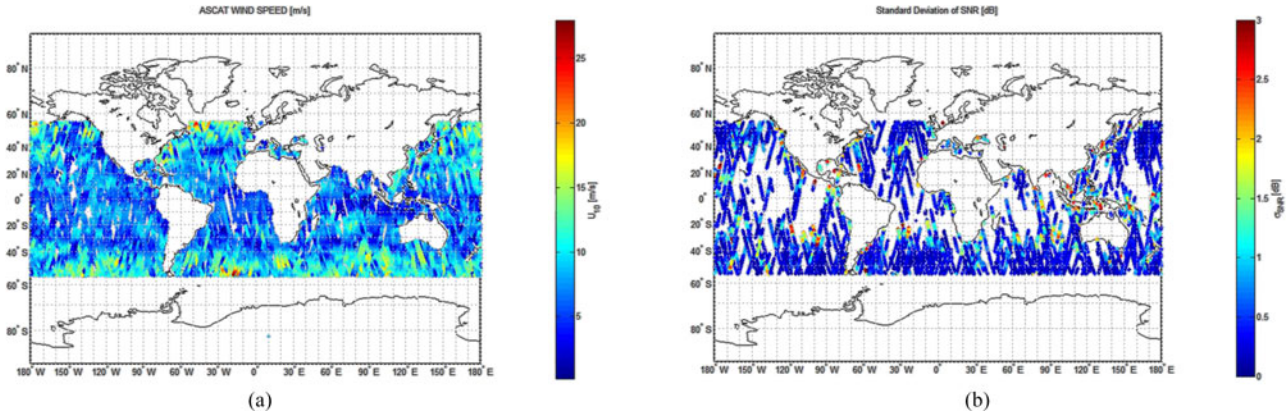 ASCAT WIND SPEED [m/s]
80° N
60° N
40° N
20° N
0°
20° S
40° S
60° S
80° S
180° W 150° W 120° W 90° W 60° W 30° W 0° 30° E 60° E 90° E 120° E 150° E 180° E
25
20
15
10
5
U10 [m/s]
(a)
Standard Deviation of SNR [dB]
80° N
60° N
40° N
20° N
0°
20° S
40° S
60° S
80° S
180° W 150° W 120° W 90° W 60° W 30° W 0° 30° E 60° E 90° E 120° E 150° E 180° E
3
2.5
2
1.5
1
0.5
0
σSNR [dB]
(b)